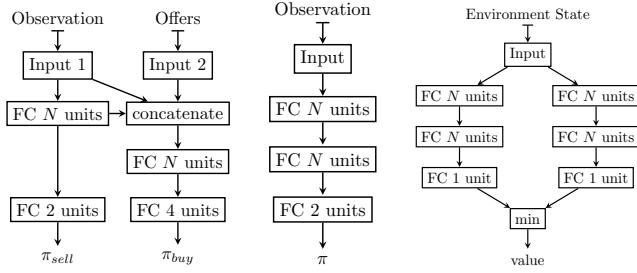 Observation
Offers
Input 1
Input 2
FC N units
concatenate
FC N units
FC 2 units
FC 4 units
π_sell
π_buy
Observation
Input
FC N units
FC N units
FC 2 units
π
Environment State
Input
FC N units
FC N units
FC N units
FC N units
FC 1 unit
FC 1 unit
min
value